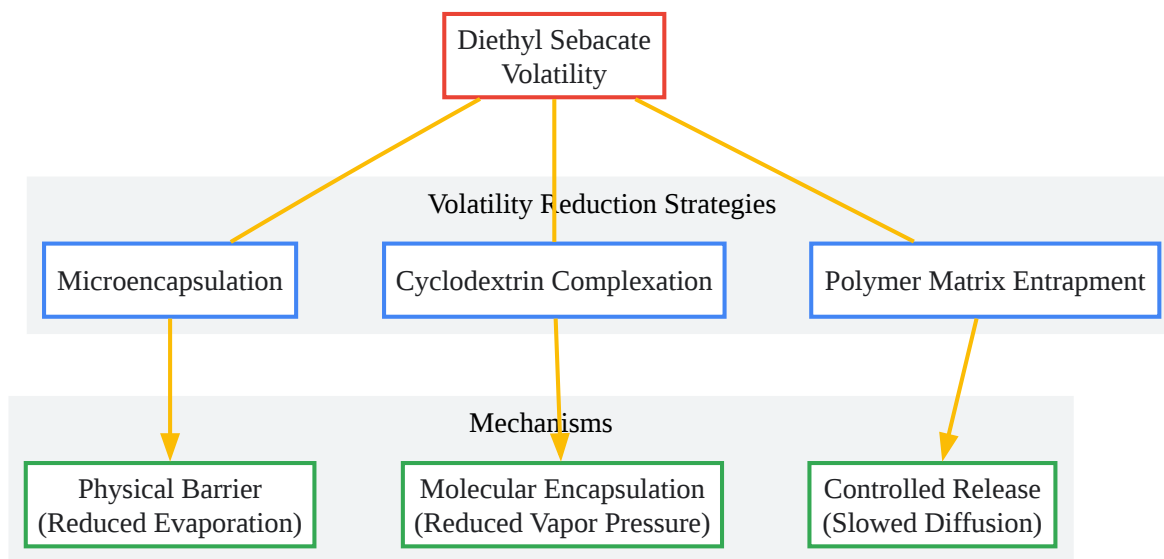 Diethyl Sebacate
Volatility
Volatility Reduction Strategies
Microencapsulation
Cyclodextrin Complexation
Polymer Matrix Entrapment
Mechanisms
Physical Barrier
(Reduced Evaporation)
Molecular Encapsulation
(Reduced Vapor Pressure)
Controlled Release
(Slowed Diffusion)